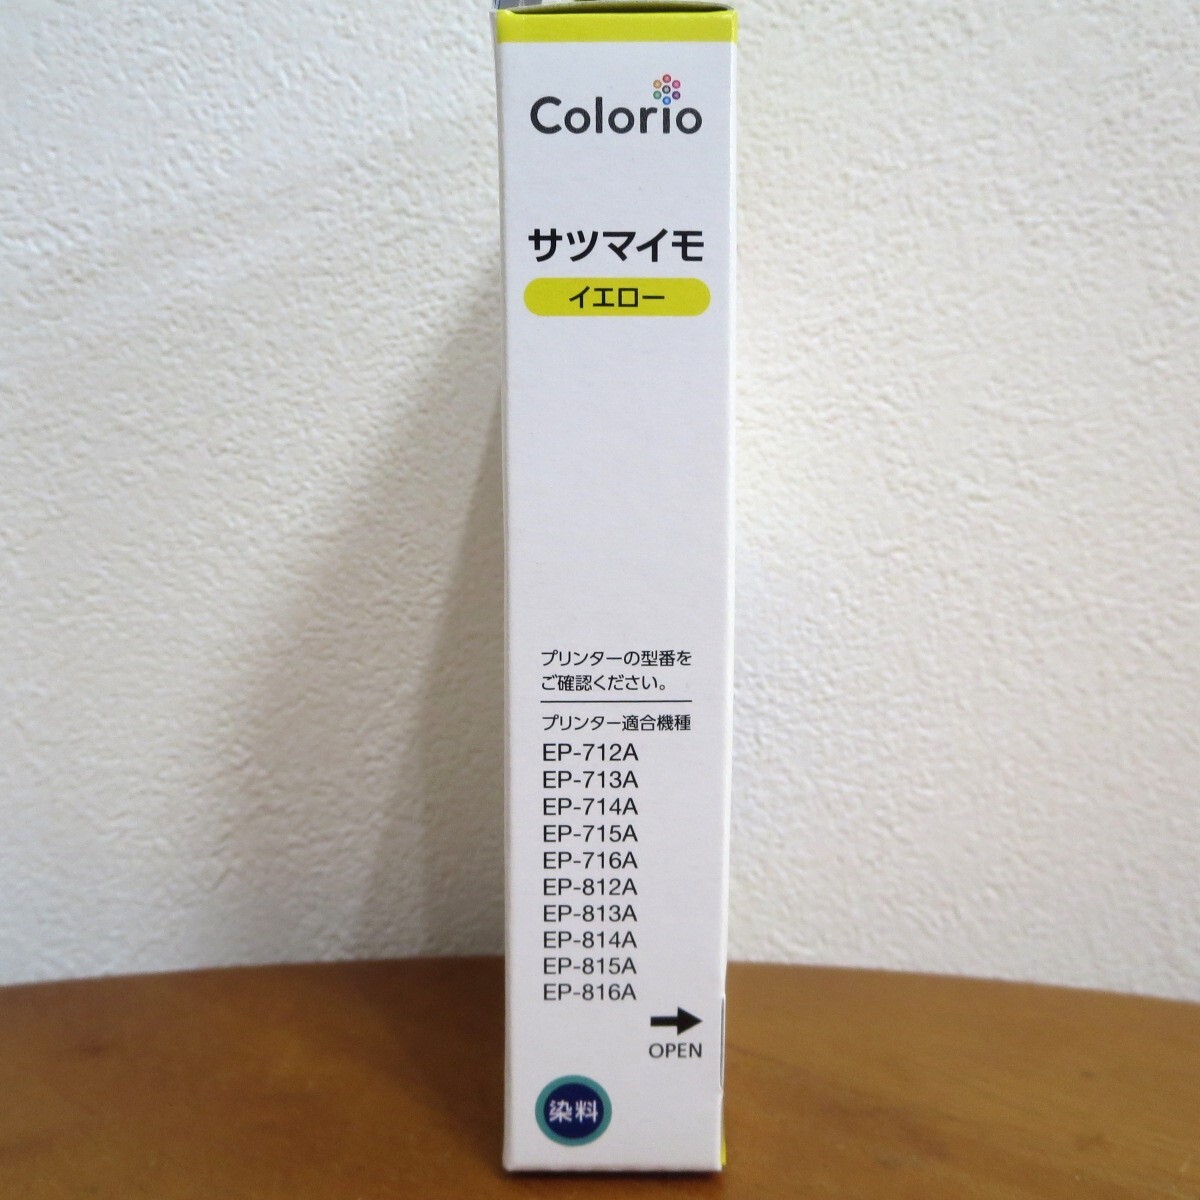 Colorio
サツマイモ
イエロー
プリンターの型番を
ご確認ください。
プリンター適合機種
EP-712A
EP-713A
EP-714A
EP-715A
EP-716A
EP-812A
EP-813A
EP-814A
EP-815A
EP-816A
OPEN
染料